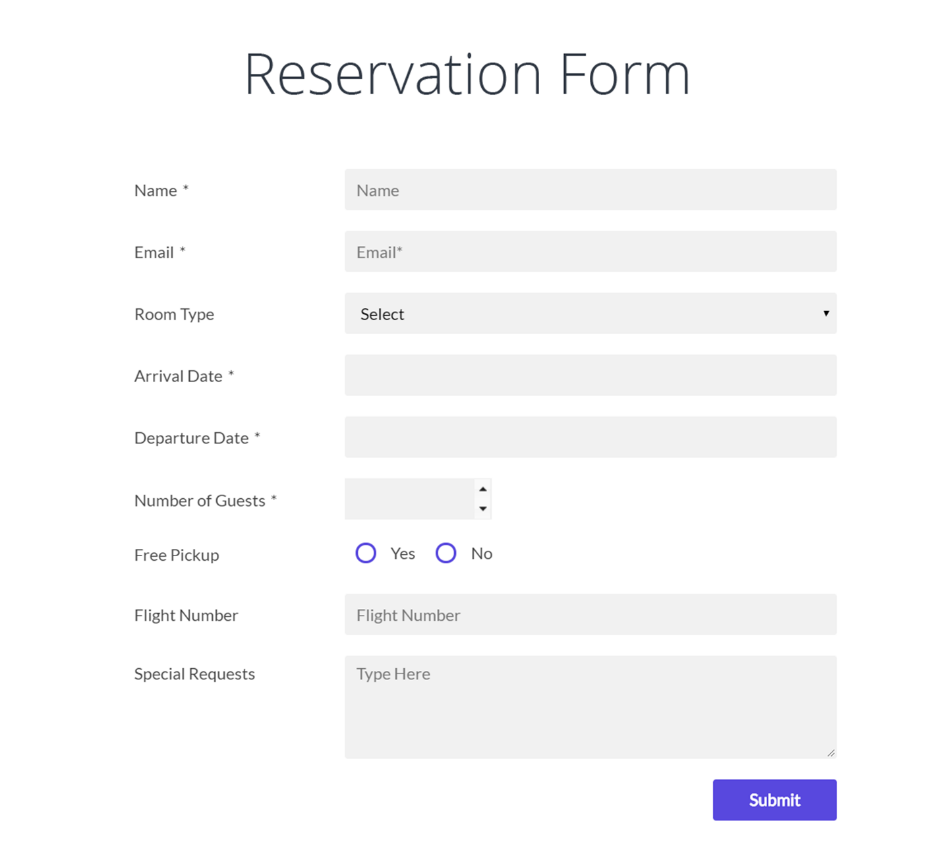 Reservation Form
Name * Name
Email * Email*
Room Type Select
Arrival Date *
Departure Date *
Number of Guests *
Free Pickup Yes No
Flight Number Flight Number
Special Requests Type Here
Submit